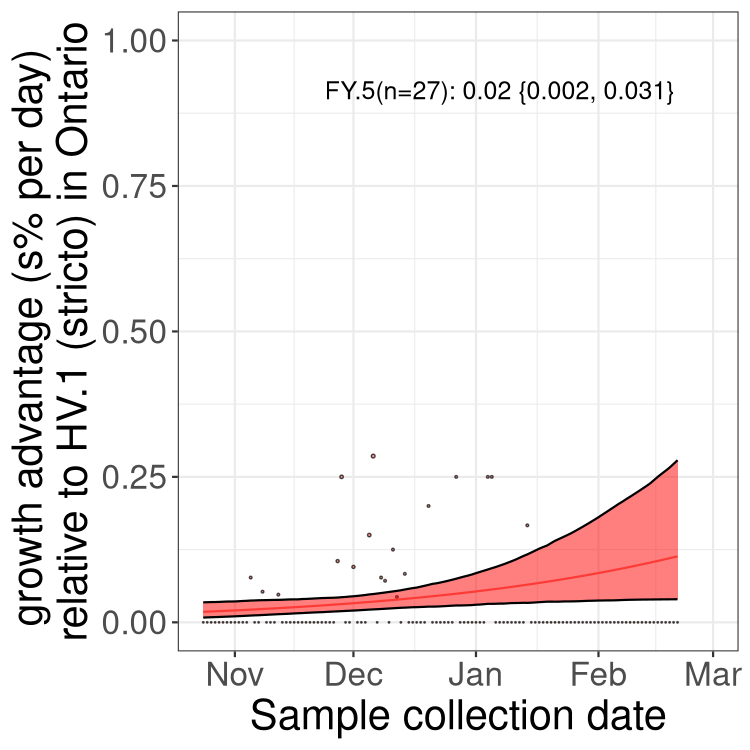 growth advantage (s% per day)
relative to HV.1 (stricto) in Ontario
1.00
0.75
0.50
0.25
0.00
FY.5(n=27): 0.02 {0.002, 0.031}
Nov Dec Jan Feb Mar
Sample collection date